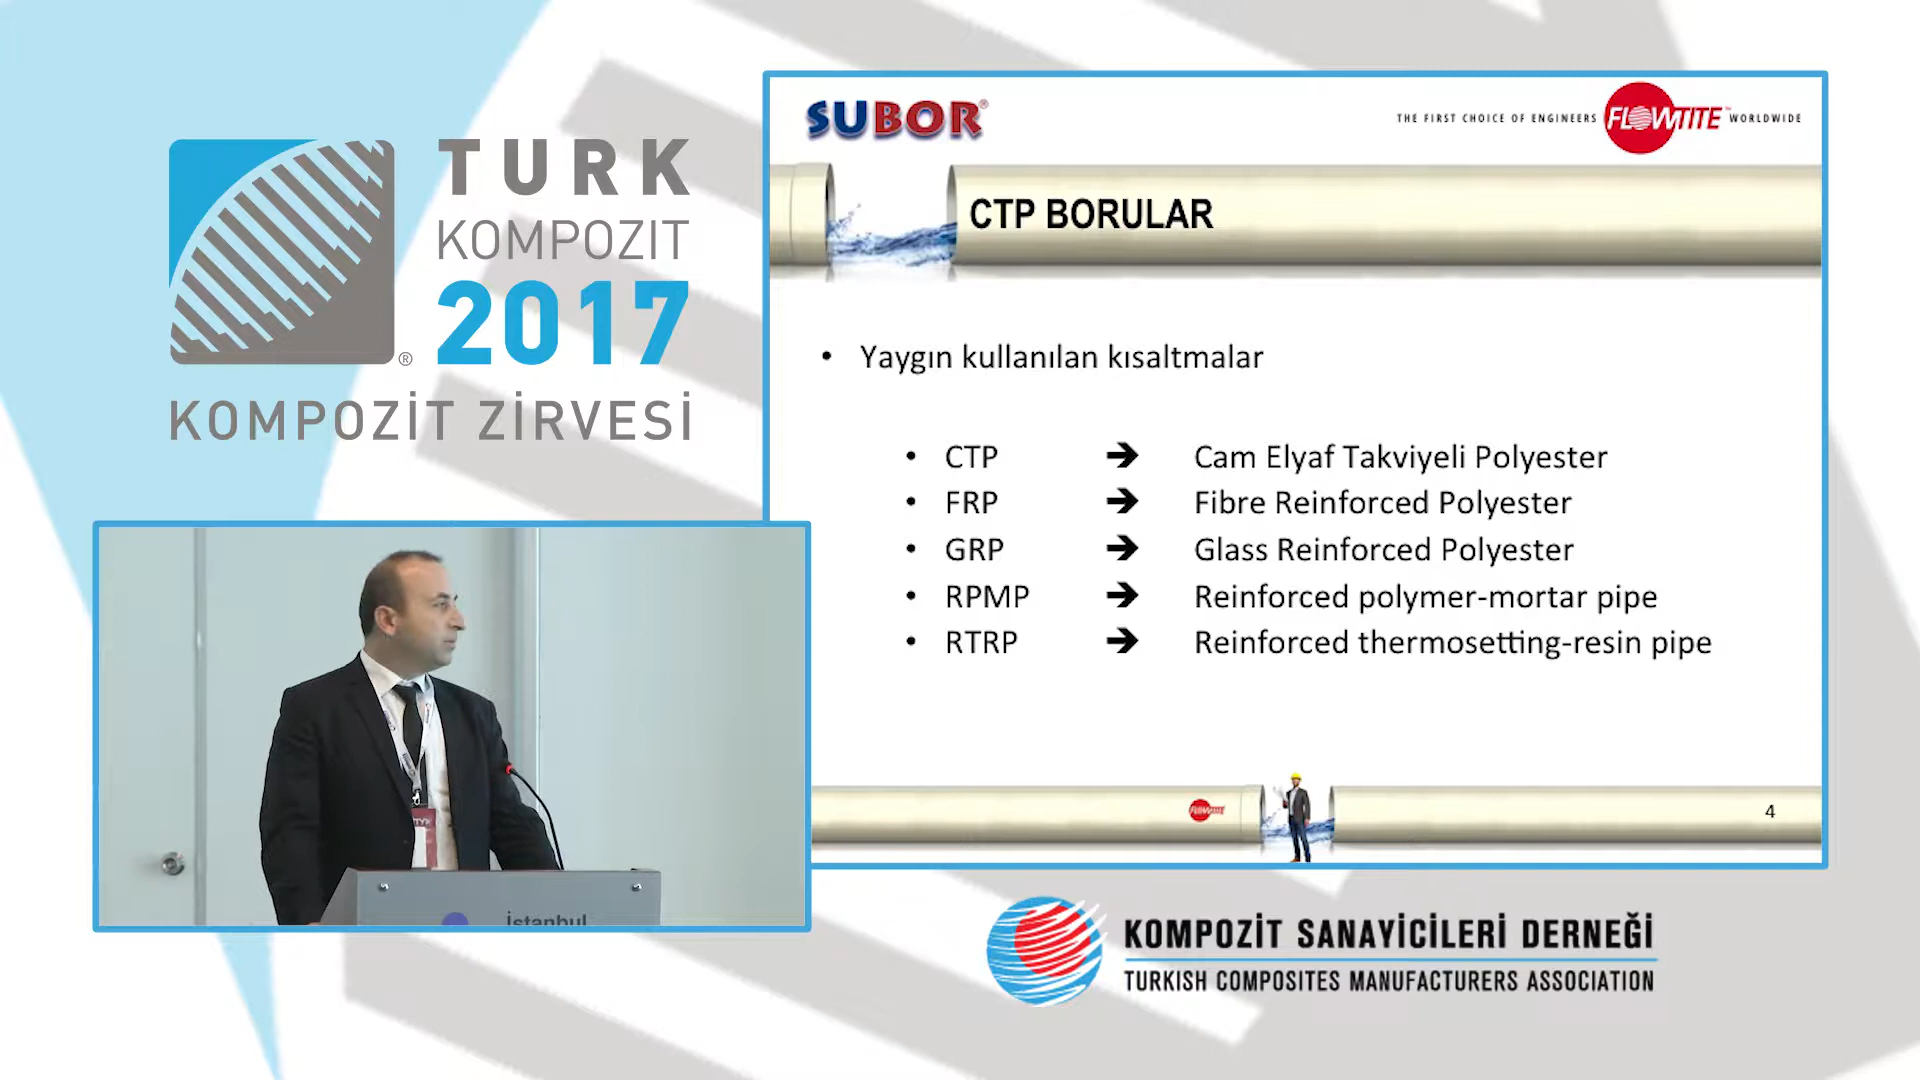 TURK
KOMPOZIT
2017
®
KOMPOZİT ZİRVESİ
SUBOR®
THE FIRST CHOICE OF ENGINEERS FLOWTITE™ WORLDWIDE
CTP BORULAR
• Yaygın kullanılan kısaltmalar
• CTP ➔ Cam Elyaf Takviyeli Polyester
• FRP ➔ Fibre Reinforced Polyester
• GRP ➔ Glass Reinforced Polyester
• RPMP ➔ Reinforced polymer-mortar pipe
• RTRP ➔ Reinforced thermosetting-resin pipe
FLOWTITE
4
İstanbul
KOMPOZİT SANAYİCİLERİ DERNEĞİ
TURKISH COMPOSITES MANUFACTURERS ASSOCIATION